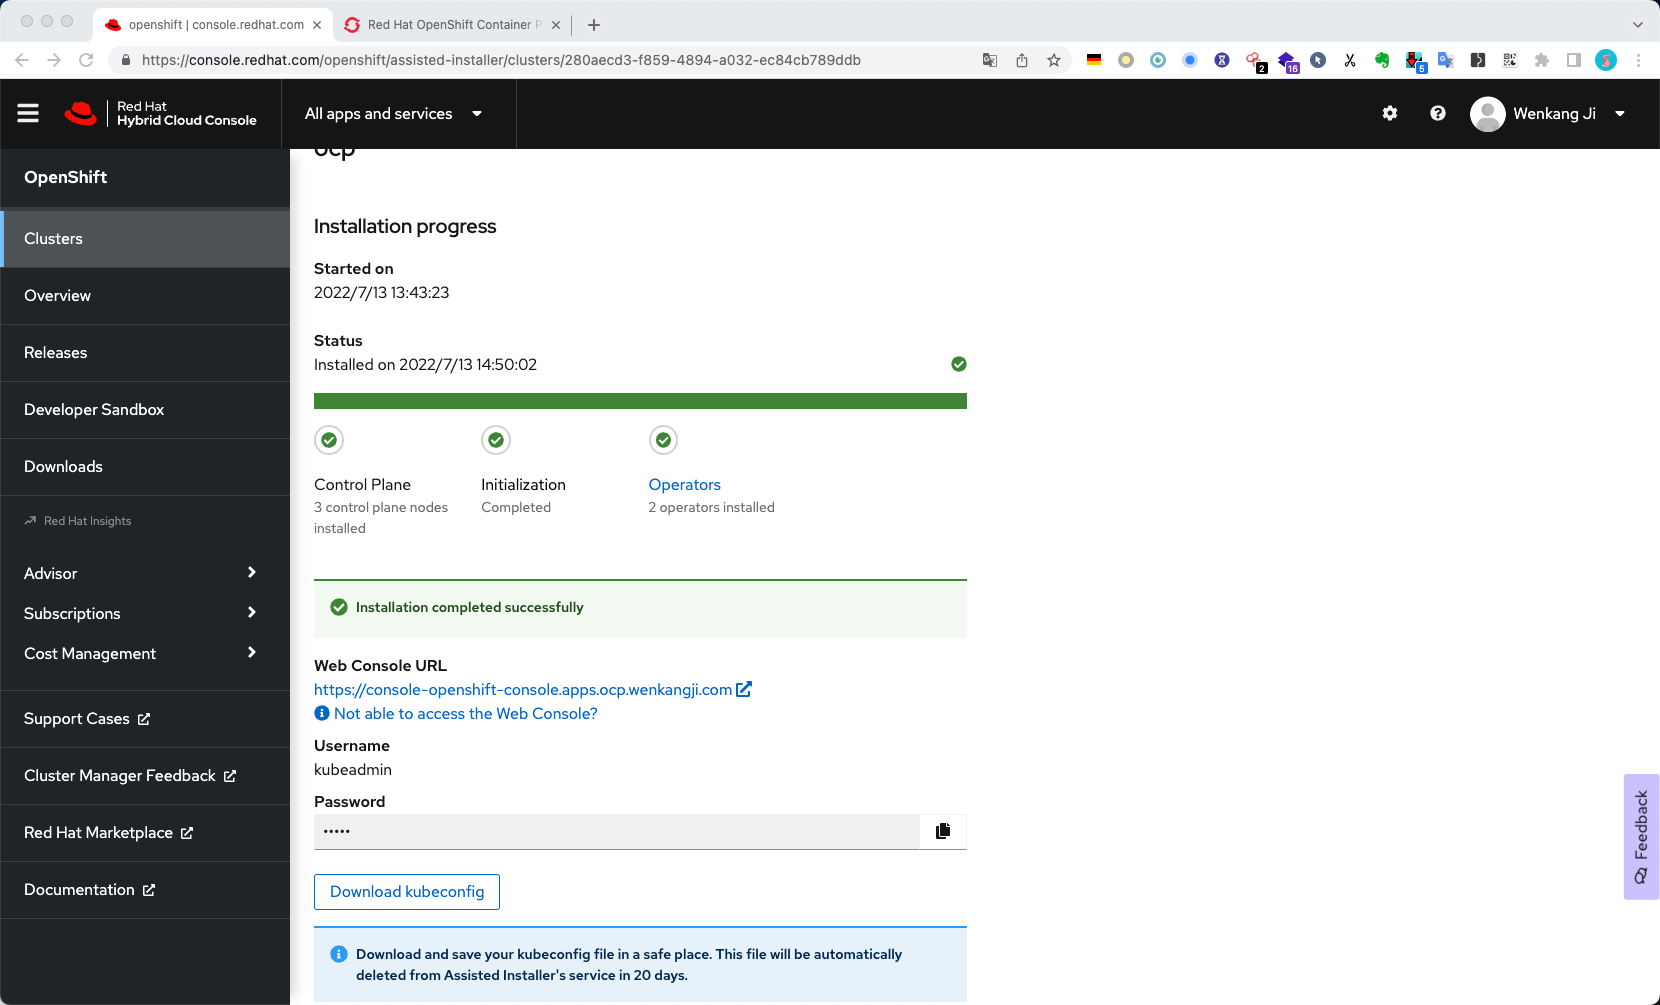 openshift | console.redhat.com
Red Hat OpenShift Container P
https://console.redhat.com/openshift/assisted-installer/clusters/280aecd3-f859-4894-a032-ec84cb789ddb
2
16
5
Red Hat
Hybrid Cloud Console
All apps and services
Wenkang Ji
OpenShift
Clusters
Overview
Releases
Developer Sandbox
Downloads
Red Hat Insights
Advisor
Subscriptions
Cost Management
Support Cases
Cluster Manager Feedback
Red Hat Marketplace
Documentation
ocp
Installation progress
Started on
2022/7/13 13:43:23
Status
Installed on 2022/7/13 14:50:02
Control Plane
3 control plane nodes
installed
Initialization
Completed
Operators
2 operators installed
Installation completed successfully
Web Console URL
https://console-openshift-console.apps.ocp.wenkangji.com
Not able to access the Web Console?
Username
kubeadmin
Password
•••••
Download kubeconfig
Download and save your kubeconfig file in a safe place. This file will be automatically
deleted from Assisted Installer's service in 20 days.
Feedback